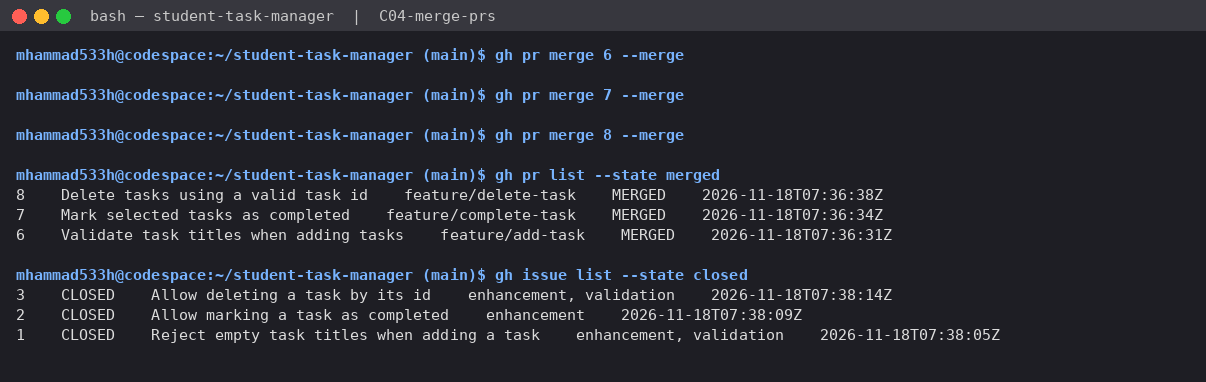 bash — student-task-manager | C04-merge-prs
mhammad533h@codespace:~/student-task-manager (main)$ gh pr merge 6 --merge
mhammad533h@codespace:~/student-task-manager (main)$ gh pr merge 7 --merge
mhammad533h@codespace:~/student-task-manager (main)$ gh pr merge 8 --merge
mhammad533h@codespace:~/student-task-manager (main)$ gh pr list --state merged
8    Delete tasks using a valid task id    feature/delete-task    MERGED    2026-11-18T07:36:38Z
7    Mark selected tasks as completed    feature/complete-task    MERGED    2026-11-18T07:36:34Z
6    Validate task titles when adding tasks    feature/add-task    MERGED    2026-11-18T07:36:31Z
mhammad533h@codespace:~/student-task-manager (main)$ gh issue list --state closed
3    CLOSED    Allow deleting a task by its id    enhancement, validation    2026-11-18T07:38:14Z
2    CLOSED    Allow marking a task as completed    enhancement    2026-11-18T07:38:09Z
1    CLOSED    Reject empty task titles when adding a task    enhancement, validation    2026-11-18T07:38:05Z